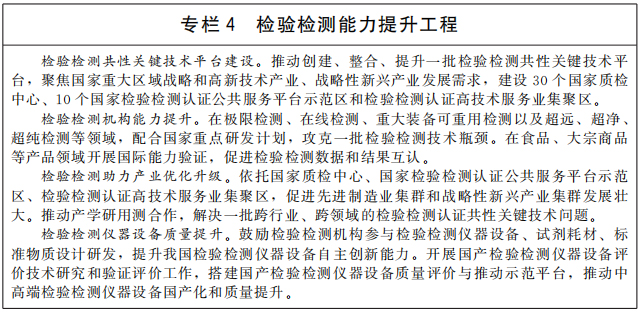 专栏 4 检验检测能力提升工程
检验检测共性关键技术平台建设。推动创建、整合、提升一批检验检测共性关键技术平
台，聚焦国家重大区域战略和高新技术产业、战略性新兴产业发展需求，建设 30 个国家质检
中心、10 个国家检验检测认证公共服务平台示范区和检验检测认证高技术服务业集聚区。
检验检测机构能力提升。在极限检测、在线检测、重大装备可重用检测以及超远、超净、
超纯检测等领域，配合国家重点研发计划，攻克一批检验检测技术瓶颈。在食品、大宗商品
等产品领域开展国际能力验证，促进检验检测数据和结果互认。
检验检测助力产业优化升级。依托国家质检中心、国家检验检测认证公共服务平台示范
区、检验检测认证高技术服务业集聚区，促进先进制造业集群和战略性新兴产业集群发展壮
大。推动产学研用测合作，解决一批跨行业、跨领域的检验检测认证共性关键技术问题。
检验检测仪器设备质量提升。鼓励检验检测机构参与检验检测仪器设备、试剂耗材、标
准物质设计研发，提升我国检验检测仪器设备自主创新能力。开展国产检验检测仪器设备评
价技术研究和验证评价工作，搭建国产检验检测仪器设备质量评价与推动示范平台，推动中
高端检验检测仪器设备国产化和质量提升。